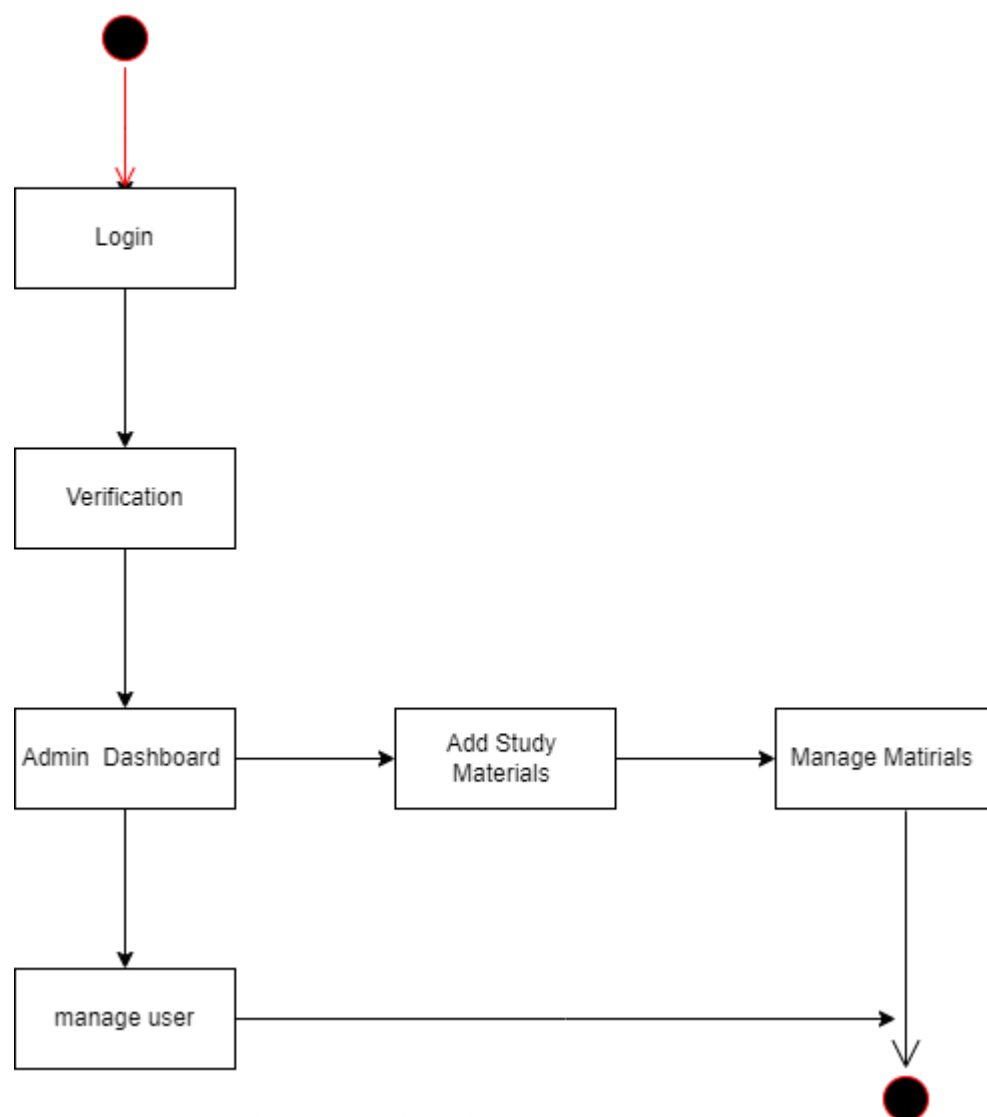 Login
Verification
Admin Dashboard
Add Study
Materials
Manage Matirials
manage user